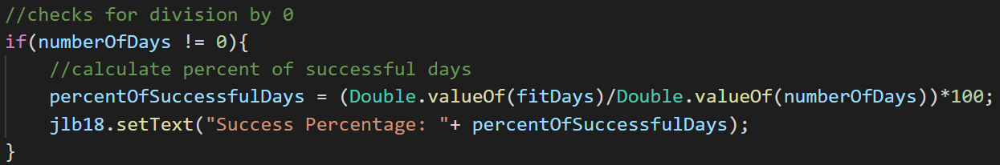 //checks for division by 0
if(numberOfDays != 0){
    //calculate percent of successful days
    percentOfSuccessfulDays = (Double.valueOf(fitDays)/Double.valueOf(numberOfDays))*100;
    jlb18.setText("Success Percentage: "+ percentOfSuccessfulDays);
}